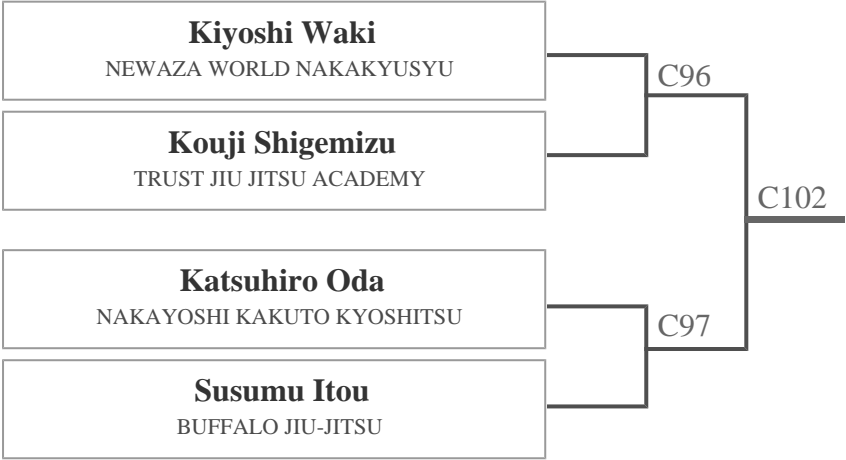 Kiyoshi Waki
NEWAZA WORLD NAKAKYUSYU
C96
Kouji Shigemizu
TRUST JIU JITSU ACADEMY
C102
Katsuhiro Oda
NAKAYOSHI KAKUTO KYOSHITSU
C97
Susumu Itou
BUFFALO JIU-JITSU